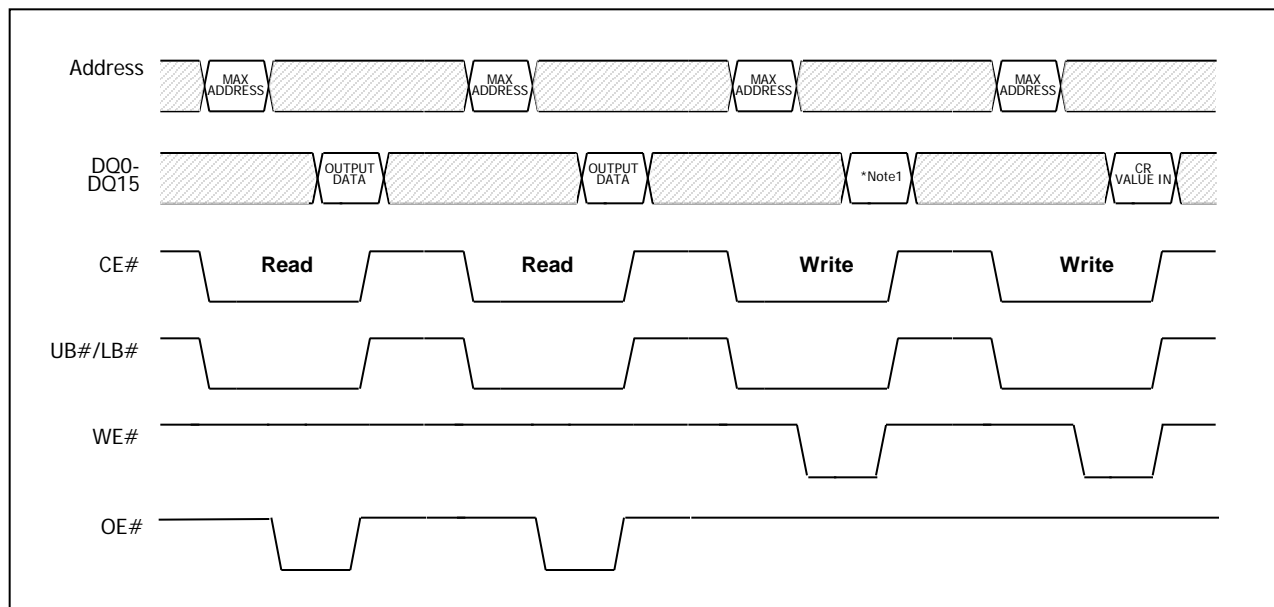 Address
MAX
ADDRESS
MAX
ADDRESS
MAX
ADDRESS
MAX
ADDRESS
DQ0-
DQ15
OUTPUT
DATA
OUTPUT
DATA
*Note1
CR
VALUE IN
CE#
Read
Read
Write
Write
UB#/LB#
WE#
OE#